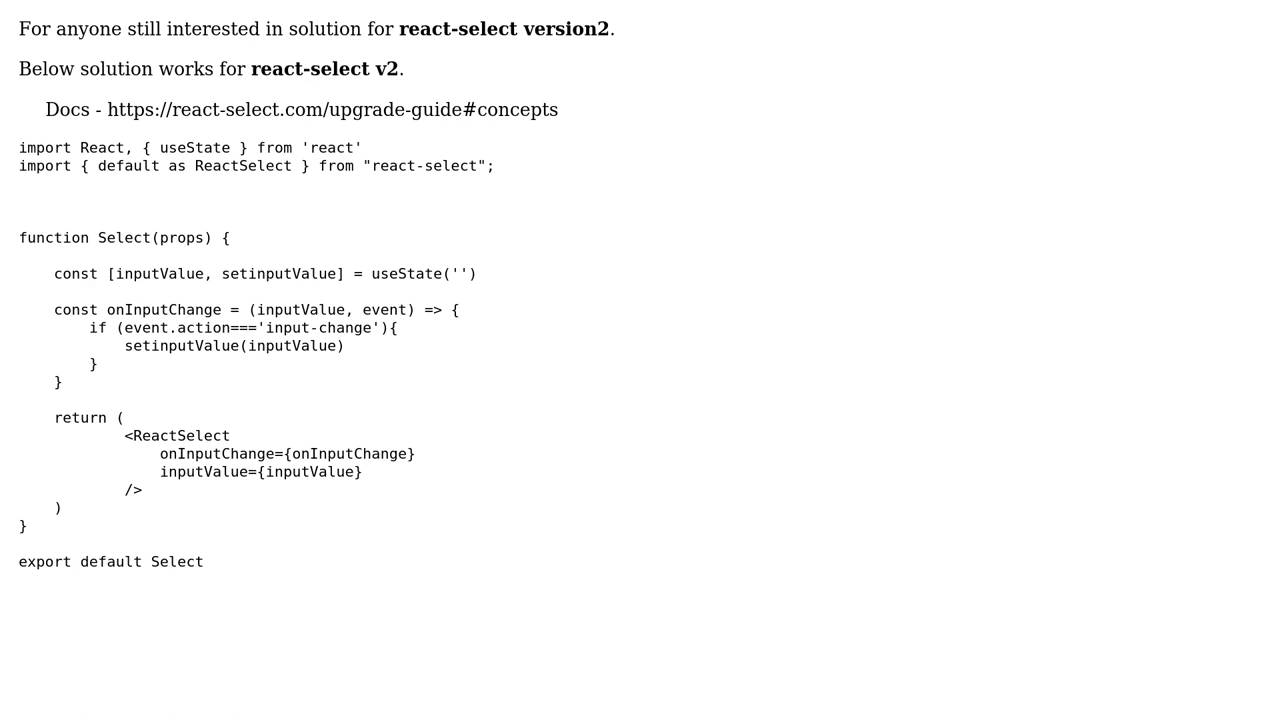 For anyone still interested in solution for react-select version2.
Below solution works for react-select v2.
Docs - https://react-select.com/upgrade-guide#concepts
import React, { useState } from 'react'
import { default as ReactSelect } from "react-select";
function Select(props) {
    const [inputValue, setinputValue] = useState('')
    const onInputChange = (inputValue, event) => {
        if (event.action==='input-change'){
            setinputValue(inputValue)
        }
    }
    return (
            <ReactSelect
                onInputChange={onInputChange}
                inputValue={inputValue}
            />
    )
}
export default Select